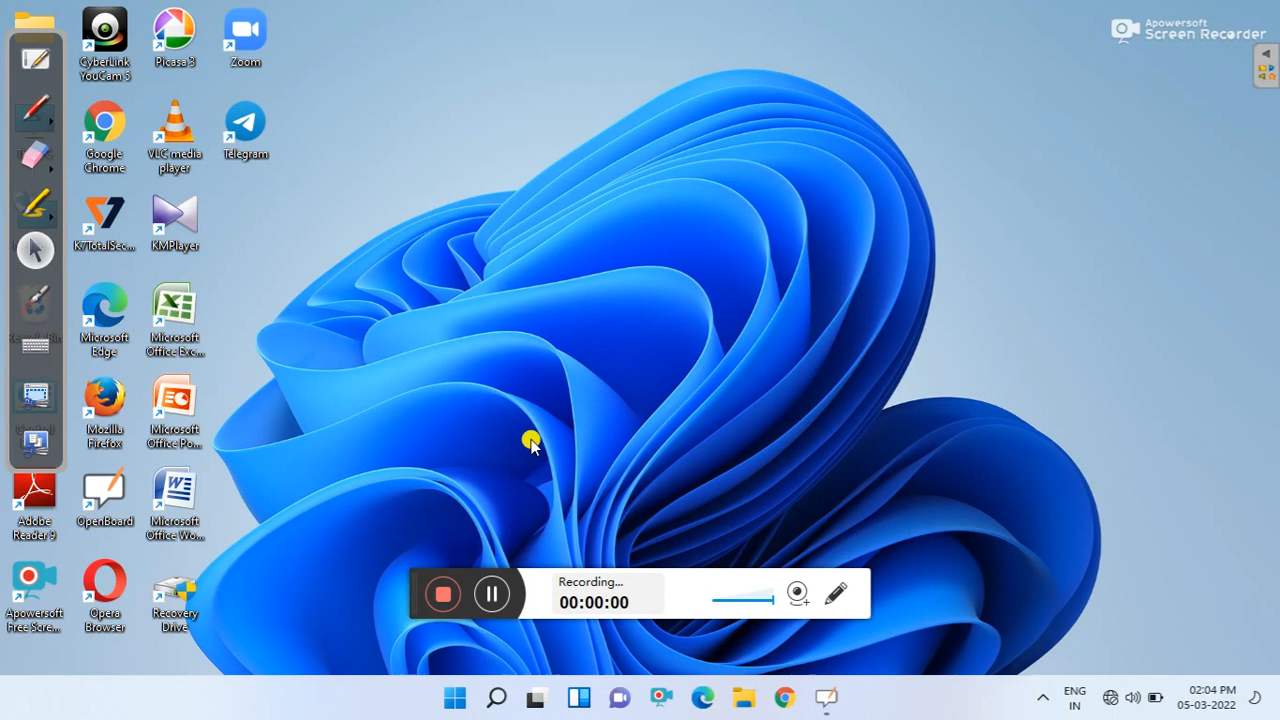 Apowersoft
Screen Recorder
CyberLink
YouCam 5
Picasa 3
Zoom
Google
Chrome
VLC media
player
Telegram
K7TotalSec...
KMPlayer
Microsoft
Edge
Microsoft
Office Exc...
Mozilla
Firefox
Microsoft
Office Po...
Adobe
Reader 9
OpenBoard
Microsoft
Office Wo...
Apowersoft
Free Scre...
Opera
Browser
Recovery
Drive
Recording...
00:00:00
ENG
IN
02:04 PM
05-03-2022